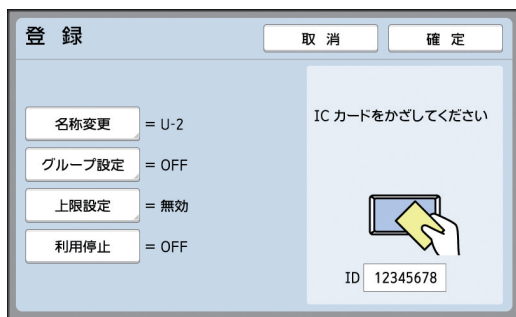 登 録
取 消
確 定
名称変更 = U-2
グループ設定 = OFF
上限設定 = 無効
利用停止 = OFF
IC カードをかざしてください
ID 12345678